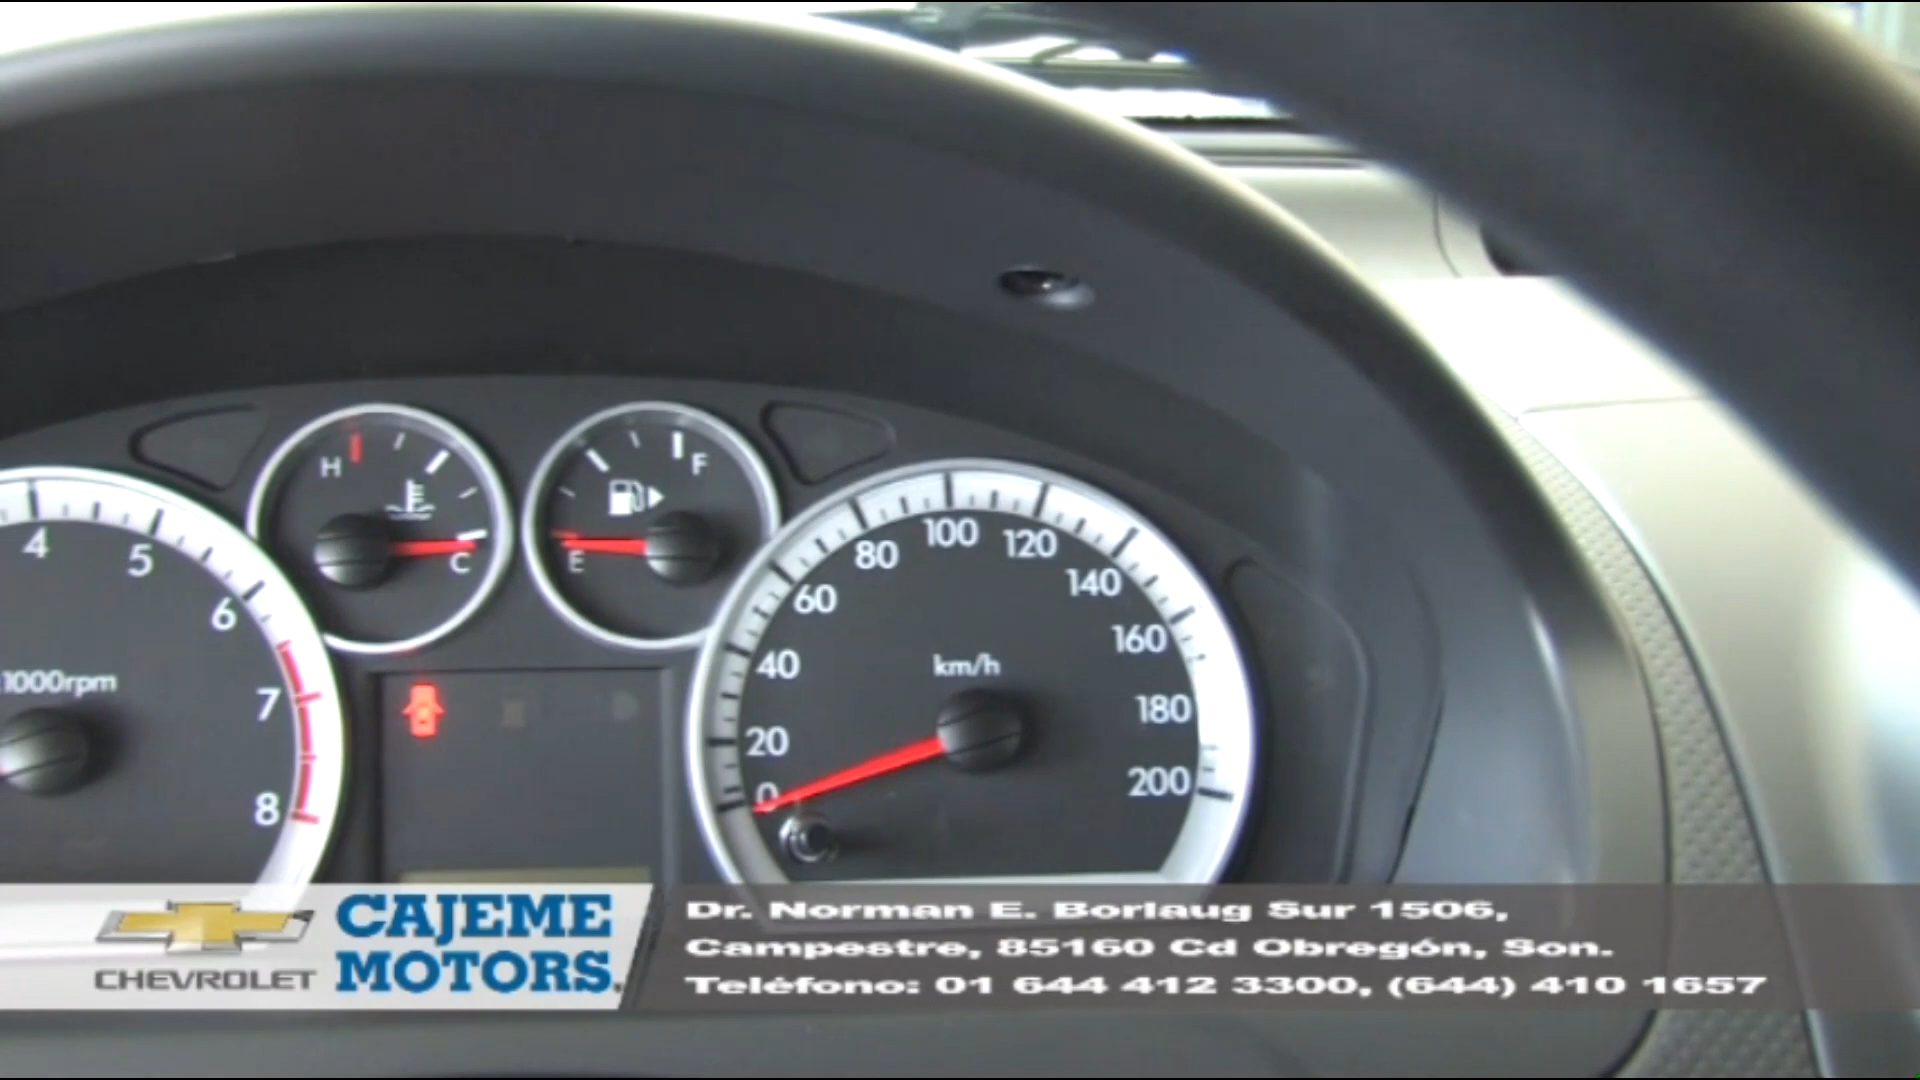 H
C
E
F
4
5
6
7
8
1000rpm
0
20
40
60
80
100
120
140
160
180
200
km/h
CHEVROLET
CAJEME
MOTORS.
Dr. Norman E. Borlaug Sur 1506,
Campestre, 85160 Cd Obregón, Son.
Teléfono: 01 644 412 3300, (644) 410 1657